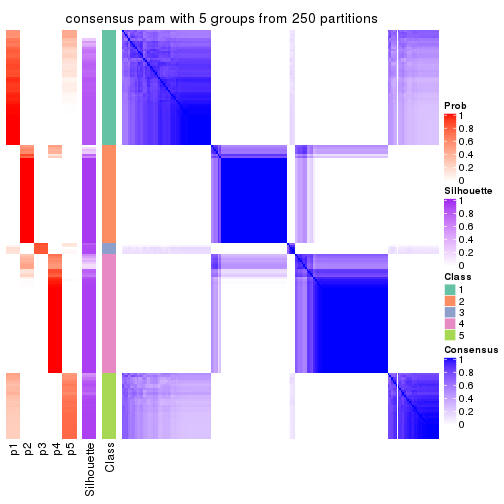 consensus pam with 5 groups from 250 partitions
Prob
1
0.8
0.6
0.4
0.2
0
Silhouette
1
0.8
0.6
0.4
0.2
0
Class
1
2
3
4
5
Consensus
1
0.8
0.6
0.4
0.2
0
p1
p2
p3
p4
p5
Silhouette
Class